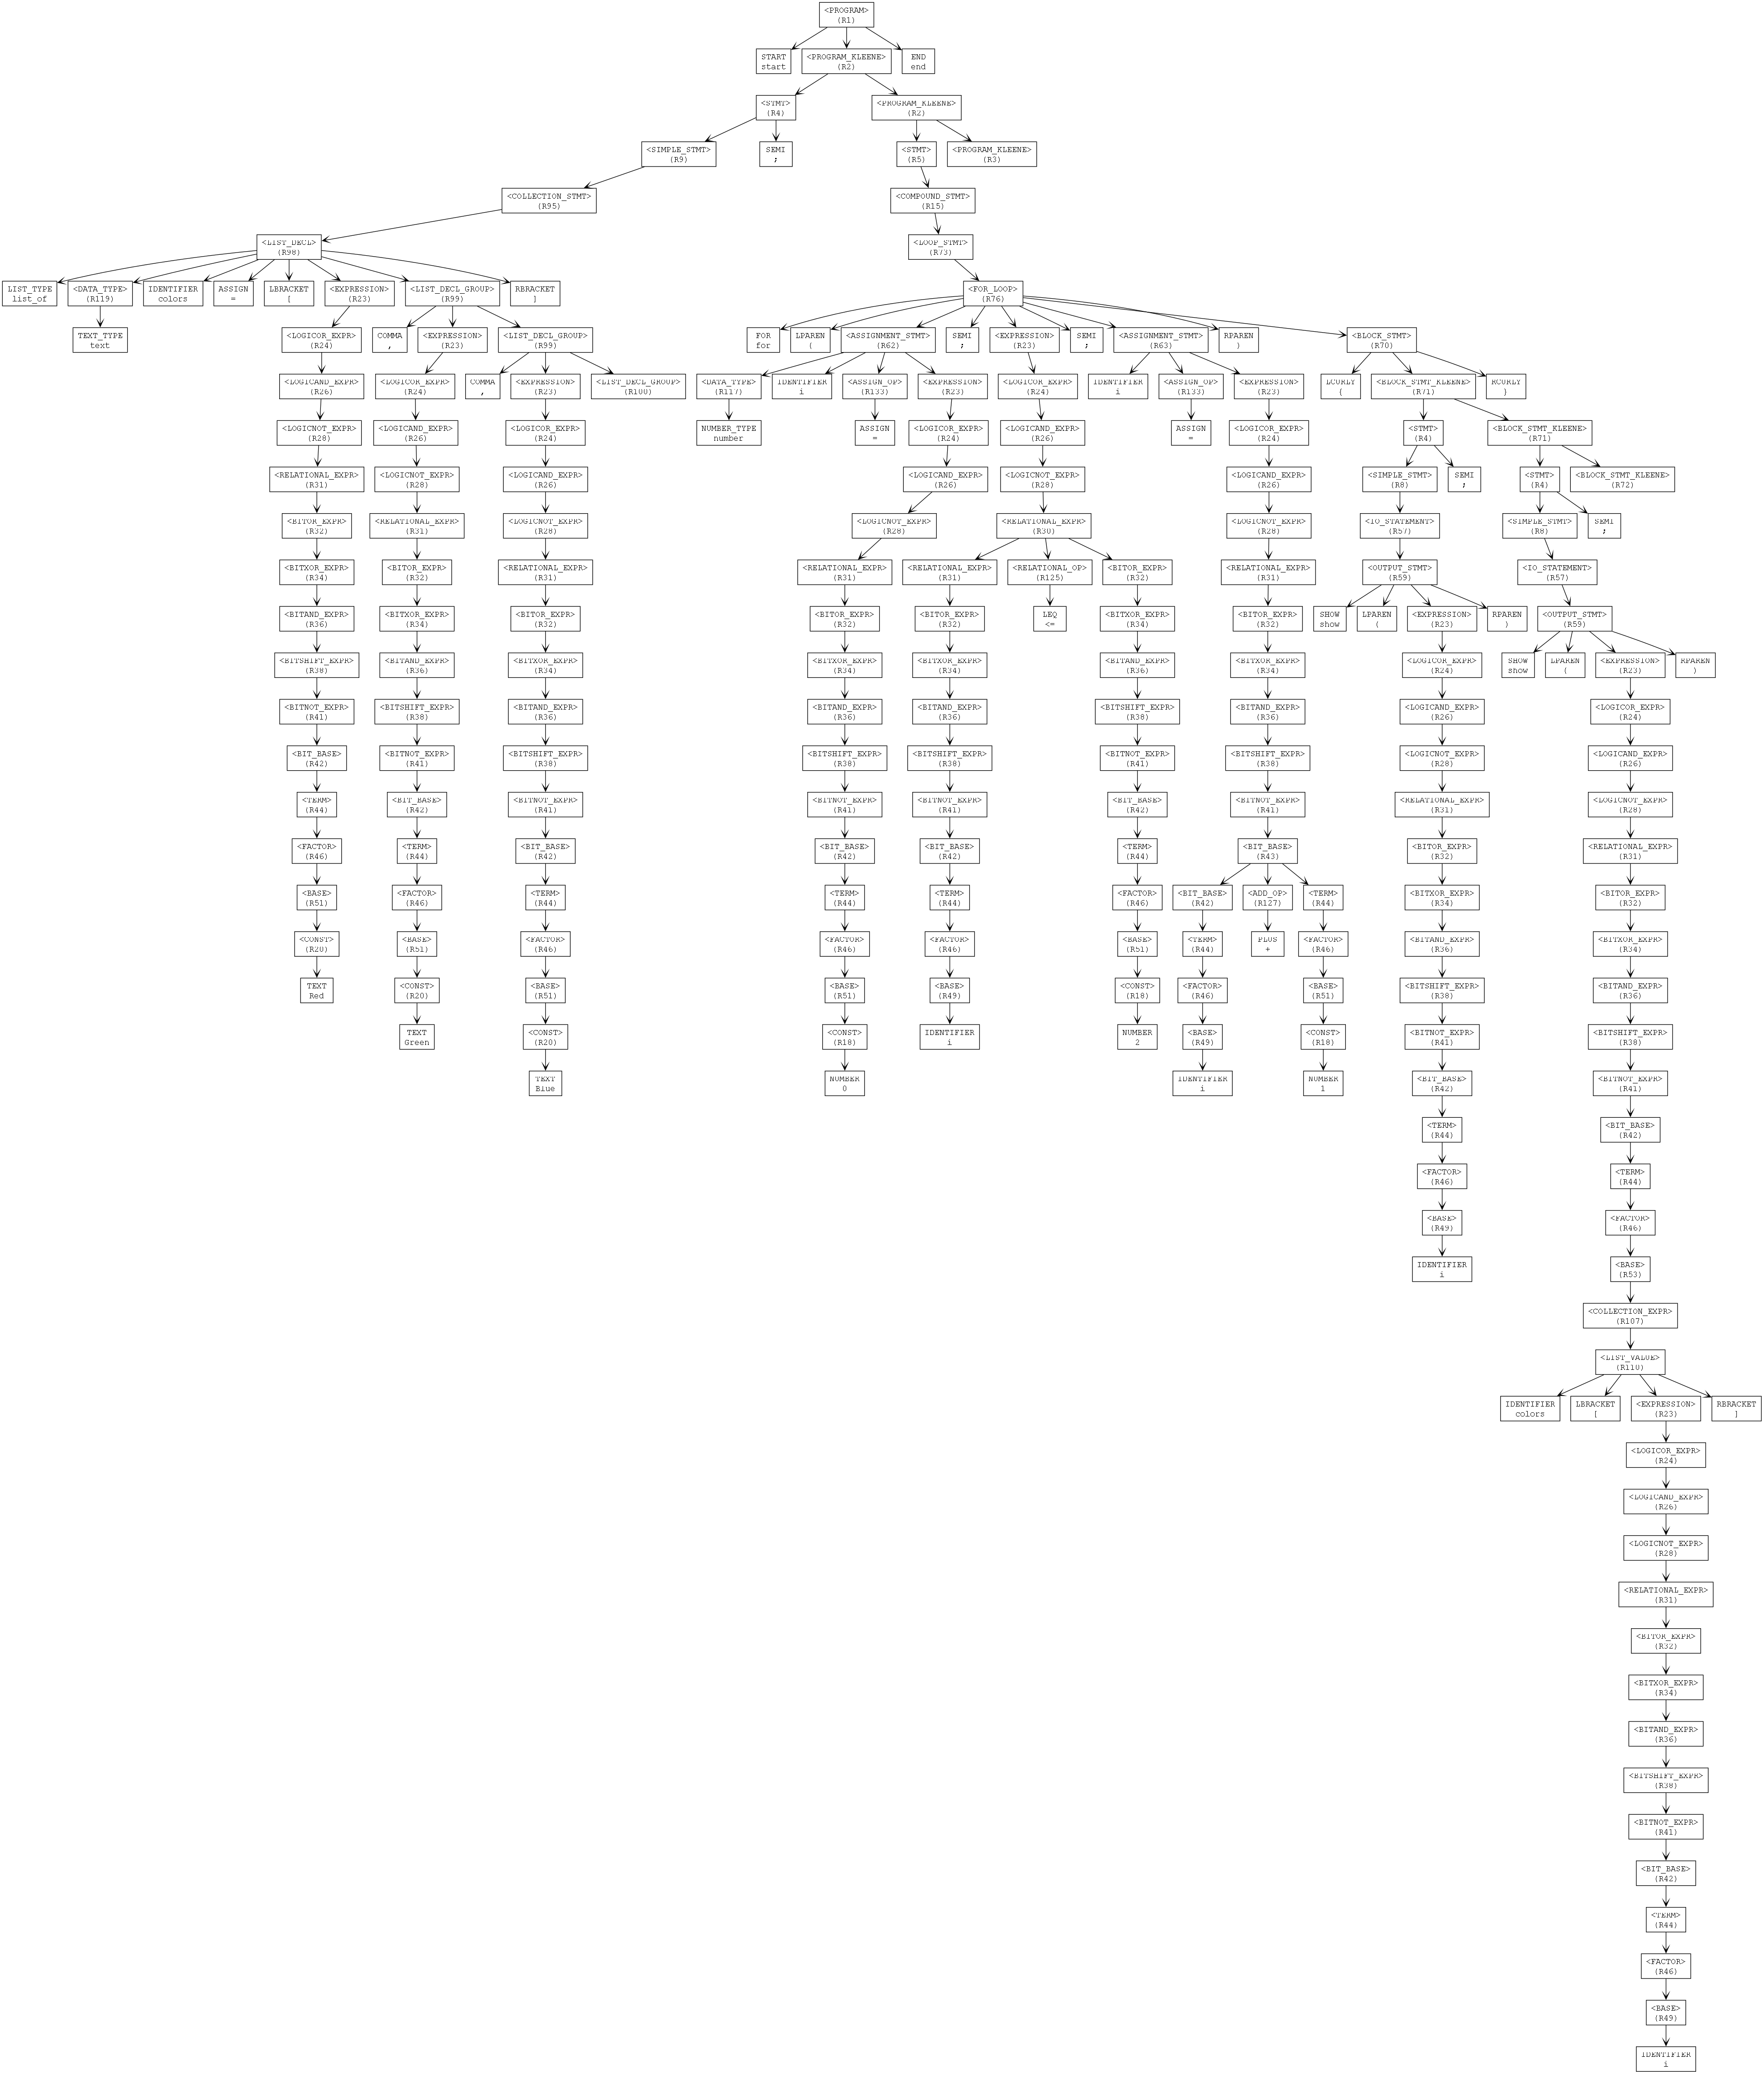 <PROGRAM>
(R1)
START
start
<PROGRAM_KLEENE>
(R2)
END
end
<STMT>
(R4)
<PROGRAM_KLEENE>
(R2)
<SIMPLE_STMT>
(R9)
SEMI
;
<STMT>
(R5)
<PROGRAM_KLEENE>
(R3)
<COLLECTION_STMT>
(R95)
<COMPOUND_STMT>
(R15)
<LIST_DECL>
(R98)
<LOOP_STMT>
(R73)
LIST_TYPE
list_of
<DATA_TYPE>
(R119)
IDENTIFIER
colors
ASSIGN
=
LBRACKET
[
<EXPRESSION>
(R23)
<LIST_DECL_GROUP>
(R99)
RBRACKET
]
<FOR_LOOP>
(R76)
TEXT_TYPE
text
<LOGICOR_EXPR>
(R24)
COMMA
,
<EXPRESSION>
(R23)
<LIST_DECL_GROUP>
(R99)
FOR
for
LPAREN
(
<ASSIGNMENT_STMT>
(R62)
SEMI
;
<EXPRESSION>
(R23)
SEMI
;
<ASSIGNMENT_STMT>
(R63)
RPAREN
)
<BLOCK_STMT>
(R70)
<LOGICAND_EXPR>
(R26)
<LOGICOR_EXPR>
(R24)
COMMA
,
<EXPRESSION>
(R23)
<LIST_DECL_GROUP>
(R100)
<DATA_TYPE>
(R117)
IDENTIFIER
i
<ASSIGN_OP>
(R133)
<EXPRESSION>
(R23)
<LOGICOR_EXPR>
(R24)
IDENTIFIER
i
<ASSIGN_OP>
(R133)
<EXPRESSION>
(R23)
LCURLY
{
<BLOCK_STMT_KLEENE>
(R71)
RCURLY
}
<LOGICNOT_EXPR>
(R28)
<LOGICAND_EXPR>
(R26)
<LOGICOR_EXPR>
(R24)
NUMBER_TYPE
number
ASSIGN
=
<LOGICOR_EXPR>
(R24)
<LOGICAND_EXPR>
(R26)
ASSIGN
=
<LOGICOR_EXPR>
(R24)
<STMT>
(R4)
<BLOCK_STMT_KLEENE>
(R71)
<RELATIONAL_EXPR>
(R31)
<LOGICNOT_EXPR>
(R28)
<LOGICAND_EXPR>
(R26)
<LOGICAND_EXPR>
(R26)
<LOGICNOT_EXPR>
(R28)
<LOGICAND_EXPR>
(R26)
<SIMPLE_STMT>
(R8)
SEMI
;
<STMT>
(R4)
<BLOCK_STMT_KLEENE>
(R72)
<BITOR_EXPR>
(R32)
<RELATIONAL_EXPR>
(R31)
<LOGICNOT_EXPR>
(R28)
<LOGICNOT_EXPR>
(R28)
<RELATIONAL_EXPR>
(R30)
<LOGICNOT_EXPR>
(R28)
<IO_STATEMENT>
(R57)
<SIMPLE_STMT>
(R8)
SEMI
;
<BITXOR_EXPR>
(R34)
<BITOR_EXPR>
(R32)
<RELATIONAL_EXPR>
(R31)
<RELATIONAL_EXPR>
(R31)
<RELATIONAL_EXPR>
(R31)
<RELATIONAL_OP>
(R125)
<BITOR_EXPR>
(R32)
<RELATIONAL_EXPR>
(R31)
<OUTPUT_STMT>
(R59)
<IO_STATEMENT>
(R57)
<BITAND_EXPR>
(R36)
<BITXOR_EXPR>
(R34)
<BITOR_EXPR>
(R32)
<BITOR_EXPR>
(R32)
<BITOR_EXPR>
(R32)
LEQ
<=
<BITXOR_EXPR>
(R34)
<BITOR_EXPR>
(R32)
SHOW
show
LPAREN
(
<EXPRESSION>
(R23)
RPAREN
)
<OUTPUT_STMT>
(R59)
<BITSHIFT_EXPR>
(R38)
<BITAND_EXPR>
(R36)
<BITXOR_EXPR>
(R34)
<BITXOR_EXPR>
(R34)
<BITXOR_EXPR>
(R34)
<BITAND_EXPR>
(R36)
<BITXOR_EXPR>
(R34)
<LOGICOR_EXPR>
(R24)
SHOW
show
LPAREN
(
<EXPRESSION>
(R23)
RPAREN
)
<BITNOT_EXPR>
(R41)
<BITSHIFT_EXPR>
(R38)
<BITAND_EXPR>
(R36)
<BITAND_EXPR>
(R36)
<BITAND_EXPR>
(R36)
<BITSHIFT_EXPR>
(R38)
<BITAND_EXPR>
(R36)
<LOGICAND_EXPR>
(R26)
<LOGICOR_EXPR>
(R24)
<BIT_BASE>
(R42)
<BITNOT_EXPR>
(R41)
<BITSHIFT_EXPR>
(R38)
<BITSHIFT_EXPR>
(R38)
<BITSHIFT_EXPR>
(R38)
<BITNOT_EXPR>
(R41)
<BITSHIFT_EXPR>
(R38)
<LOGICNOT_EXPR>
(R28)
<LOGICAND_EXPR>
(R26)
<TERM>
(R44)
<BIT_BASE>
(R42)
<BITNOT_EXPR>
(R41)
<BITNOT_EXPR>
(R41)
<BITNOT_EXPR>
(R41)
<BIT_BASE>
(R42)
<BITNOT_EXPR>
(R41)
<RELATIONAL_EXPR>
(R31)
<LOGICNOT_EXPR>
(R28)
<FACTOR>
(R46)
<TERM>
(R44)
<BIT_BASE>
(R42)
<BIT_BASE>
(R42)
<BIT_BASE>
(R42)
<TERM>
(R44)
<BIT_BASE>
(R43)
<BITOR_EXPR>
(R32)
<RELATIONAL_EXPR>
(R31)
<BASE>
(R51)
<FACTOR>
(R46)
<TERM>
(R44)
<TERM>
(R44)
<TERM>
(R44)
<FACTOR>
(R46)
<BIT_BASE>
(R42)
<ADD_OP>
(R127)
<TERM>
(R44)
<BITXOR_EXPR>
(R34)
<BITOR_EXPR>
(R32)
<CONST>
(R20)
<BASE>
(R51)
<FACTOR>
(R46)
<FACTOR>
(R46)
<FACTOR>
(R46)
<BASE>
(R51)
<TERM>
(R44)
PLUS
+
<FACTOR>
(R46)
<BITAND_EXPR>
(R36)
<BITXOR_EXPR>
(R34)
TEXT
Red
<CONST>
(R20)
<BASE>
(R51)
<BASE>
(R51)
<BASE>
(R49)
<CONST>
(R18)
<FACTOR>
(R46)
<BASE>
(R51)
<BITSHIFT_EXPR>
(R38)
<BITAND_EXPR>
(R36)
TEXT
Green
<CONST>
(R20)
<CONST>
(R18)
IDENTIFIER
i
NUMBER
2
<BASE>
(R49)
<CONST>
(R18)
<BITNOT_EXPR>
(R41)
<BITSHIFT_EXPR>
(R38)
TEXT
Blue
NUMBER
0
IDENTIFIER
i
NUMBER
1
<BIT_BASE>
(R42)
<BITNOT_EXPR>
(R41)
<TERM>
(R44)
<BIT_BASE>
(R42)
<FACTOR>
(R46)
<TERM>
(R44)
<BASE>
(R49)
<FACTOR>
(R46)
IDENTIFIER
i
<BASE>
(R53)
<COLLECTION_EXPR>
(R107)
<LIST_VALUE>
(R110)
IDENTIFIER
colors
LBRACKET
[
<EXPRESSION>
(R23)
RBRACKET
]
<LOGICOR_EXPR>
(R24)
<LOGICAND_EXPR>
(R26)
<LOGICNOT_EXPR>
(R28)
<RELATIONAL_EXPR>
(R31)
<BITOR_EXPR>
(R32)
<BITXOR_EXPR>
(R34)
<BITAND_EXPR>
(R36)
<BITSHIFT_EXPR>
(R38)
<BITNOT_EXPR>
(R41)
<BIT_BASE>
(R42)
<TERM>
(R44)
<FACTOR>
(R46)
<BASE>
(R49)
IDENTIFIER
i